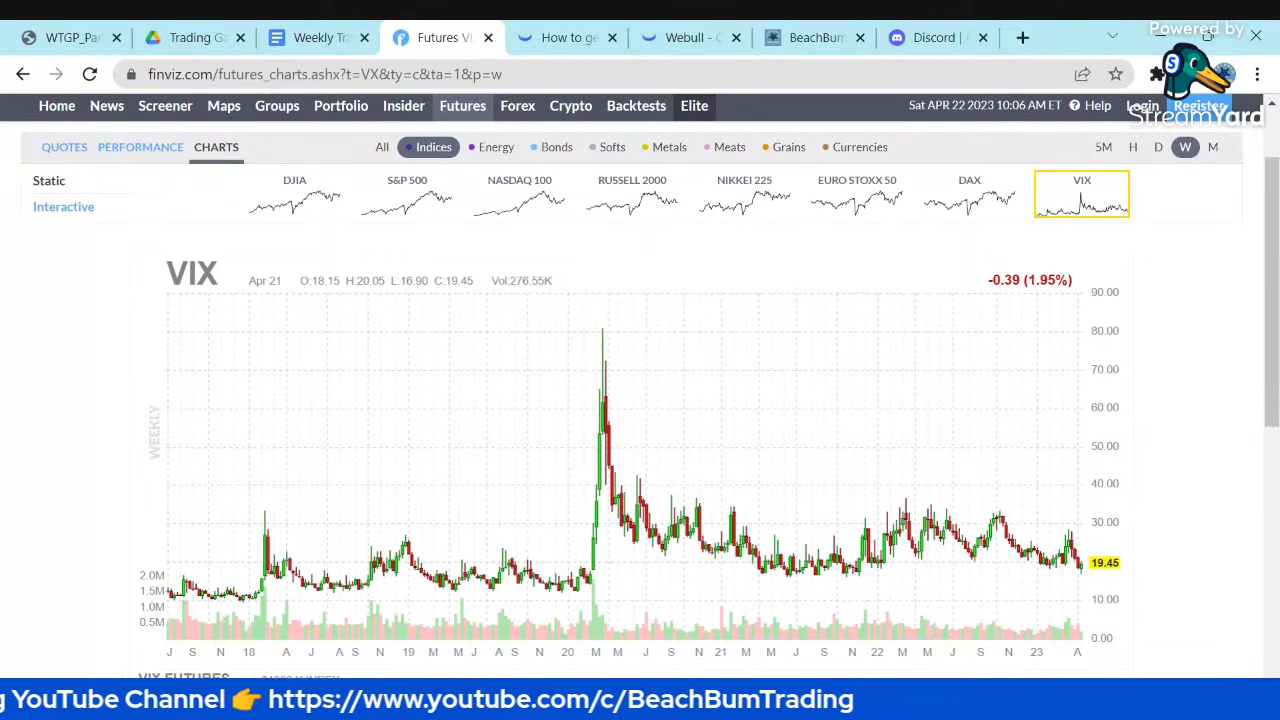 Powered by
WTGP_Par
Trading Ga
Weekly Tra
Futures VI
How to ge
Webull - C
BeachBum
Discord |
finviz.com/futures_charts.ashx?t=VX&ty=c&ta=1&p=w
StreamYard
Home News Screener Maps Groups Portfolio Insider Futures Forex Crypto Backtests Elite Sat APR 22 2023 10:06 AM ET Help Login Register
QUOTES PERFORMANCE CHARTS All Indices Energy Bonds Softs Metals Meats Grains Currencies 5M H D W M
Static
Interactive
DJIA S&P 500 NASDAQ 100 RUSSELL 2000 NIKKEI 225 EURO STOXX 50 DAX VIX
VIX Apr 21 O:18.15 H:20.05 L:16.90 C:19.45 Vol:276.55K -0.39 (1.95%)
90.00
80.00
70.00
60.00
50.00
40.00
30.00
19.45
10.00
0.00
WEEKLY
2.0M
1.5M
1.0M
0.5M
J S N 18 A J A S N 19 M M J A S N 20 M M J S N 21 M M J S N 22 M M J S N 23 A
VIX FUTURES
g YouTube Channel 👉 https://www.youtube.com/c/BeachBumTrading